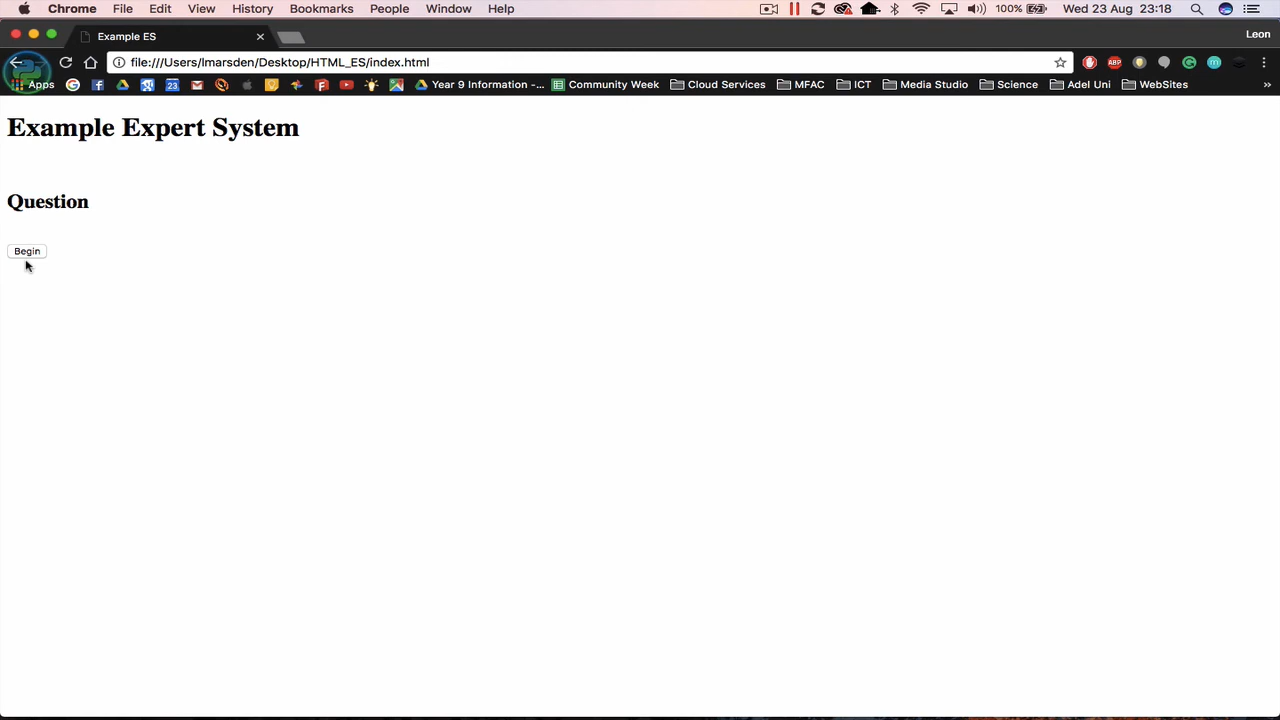 Chrome File Edit View History Bookmarks People Window Help 100% Wed 23 Aug 23:18
Example ES Leon
file:///Users/lmarsden/Desktop/HTML_ES/index.html ABP
Apps 23 Year 9 Information -... Community Week Cloud Services MFAC ICT Media Studio Science Adel Uni WebSites »
Example Expert System
Question
Begin